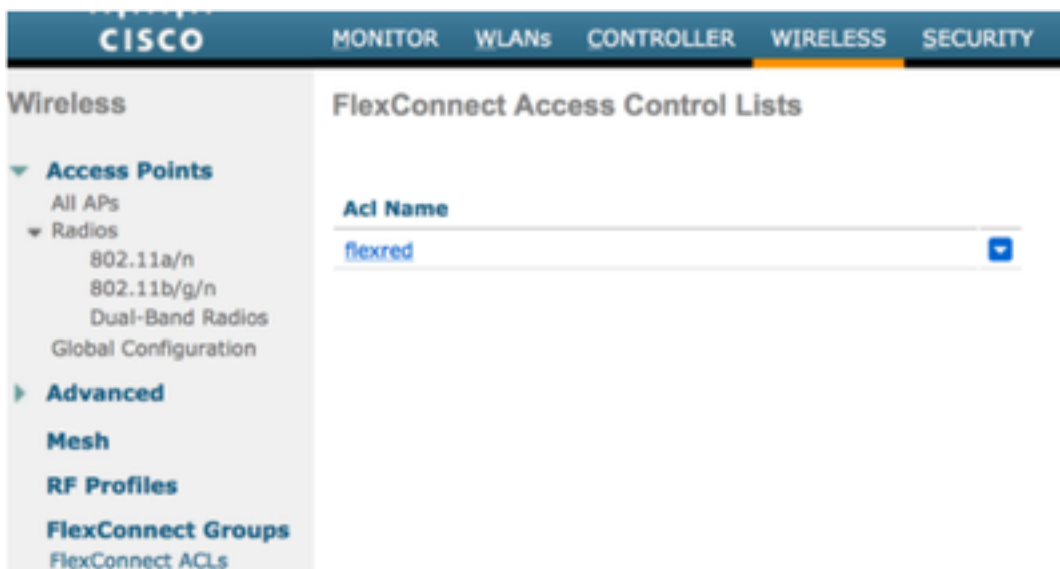 CISCO
MONITOR WLANs CONTROLLER WIRELESS SECURITY
Wireless
Access Points
All APs
Radios
802.11a/n
802.11b/g/n
Dual-Band Radios
Global Configuration
Advanced
Mesh
RF Profiles
FlexConnect Groups
FlexConnect ACLs
FlexConnect Access Control Lists
Acl Name
flexred